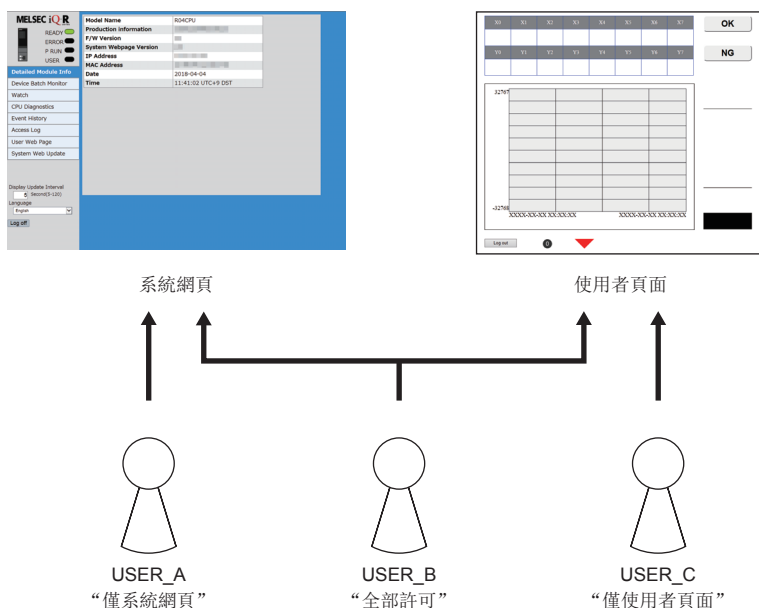 MELSEC iQ R
READY
ERROR
P RUN
USER
Detailed Module Info
Device Batch Monitor
Watch
CPU Diagnostics
Event History
Access Log
User Web Page
System Web Update
Display Update Interval
5 Second(5-120)
Language
English
Log off
Model Name R04CPU
Production information
F/W Version
System Webpage Version
IP Address
MAC Address
Date 2018-04-04
Time 11:41:02 UTC+9 DST
X0 X1 X2 X3 X4 X5 X6 X7
Y0 Y1 Y2 Y3 Y4 Y5 Y6 Y7
OK
NG
32767
-32768
XXXX-XX-XX XX:XX:XX XXXX-XX-XX XX:XX:XX
Log out
0
系統網頁 使用者頁面
USER_A USER_B USER_C
“僅系統網頁” “全部許可” “僅使用者頁面”